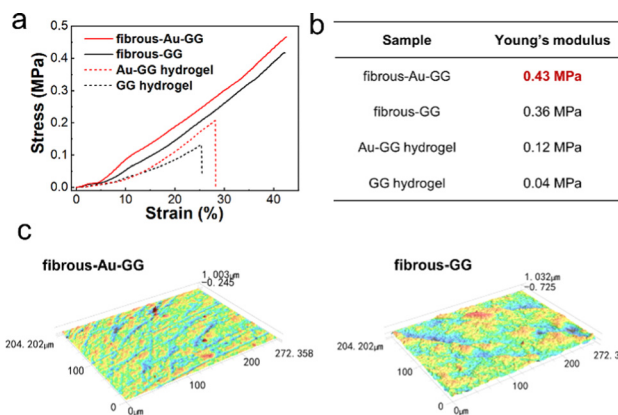 a
Stress (MPa)
0.5
0.4
0.3
0.2
0.1
0.0
fibrous-Au-GG
fibrous-GG
Au-GG hydrogel
GG hydrogel
0 10 20 30 40
Strain (%)
b
Sample Young's modulus
fibrous-Au-GG 0.43 MPa
fibrous-GG 0.36 MPa
Au-GG hydrogel 0.12 MPa
GG hydrogel 0.04 MPa
c
fibrous-Au-GG
1.003μm
-0.245
204.202μm
272.358
200
100
100
0 0μm
fibrous-GG
1.032μm
-0.725
204.202μm
272.3
200
100
100
0 0μm